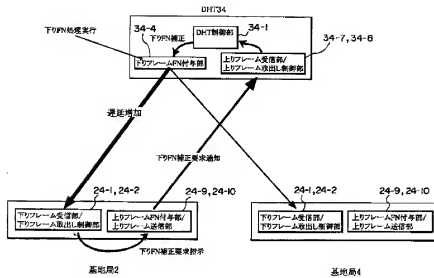 DHT34
34-4
下りFN処理実行
下りFN補正
DHT制御部
34-1
34-7, 34-8
下りフレームFN付与部
上りフレーム受信部/
上りフレーム取出し制御部
遅延増加
下りFN補正要求通知
24-1, 24-2
24-9, 24-10
24-1, 24-2
24-9, 24-10
下りフレーム受信部/
下りフレーム取出し制御部
上りフレームFN付与部/
上りフレーム送信部
下りフレーム受信部/
下りフレーム取出し制御部
上りフレームFN付与部/
上りフレーム送信部
下りFN補正要求指示
基地局2
基地局4